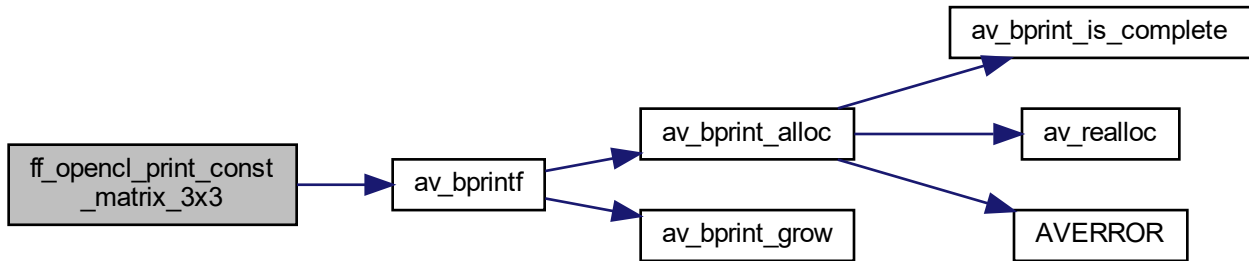 ff_opencl_print_const
_matrix_3x3
av_bprintf
av_bprint_alloc
av_bprint_grow
av_bprint_is_complete
av_realloc
AVERROR